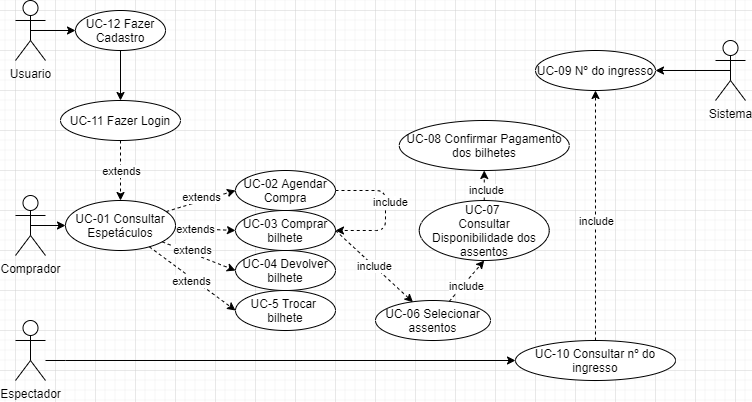 UC-12 Fazer
Cadastro
Usuario
UC-09 Nº do ingresso
Sistema
UC-11 Fazer Login
UC-08 Confirmar Pagamento
dos bilhetes
extends
UC-02 Agendar
Compra
include
extends
include
UC-01 Consultar
Espetáculos
UC-03 Comprar
bilhete
extends
UC-07
Consultar
Disponibilidade dos
assentos
include
extends
Comprador
UC-04 Devolver
bilhete
include
extends
include
UC-5 Trocar
bilhete
UC-06 Selecionar
assentos
UC-10 Consultar nº do
ingresso
Espectador